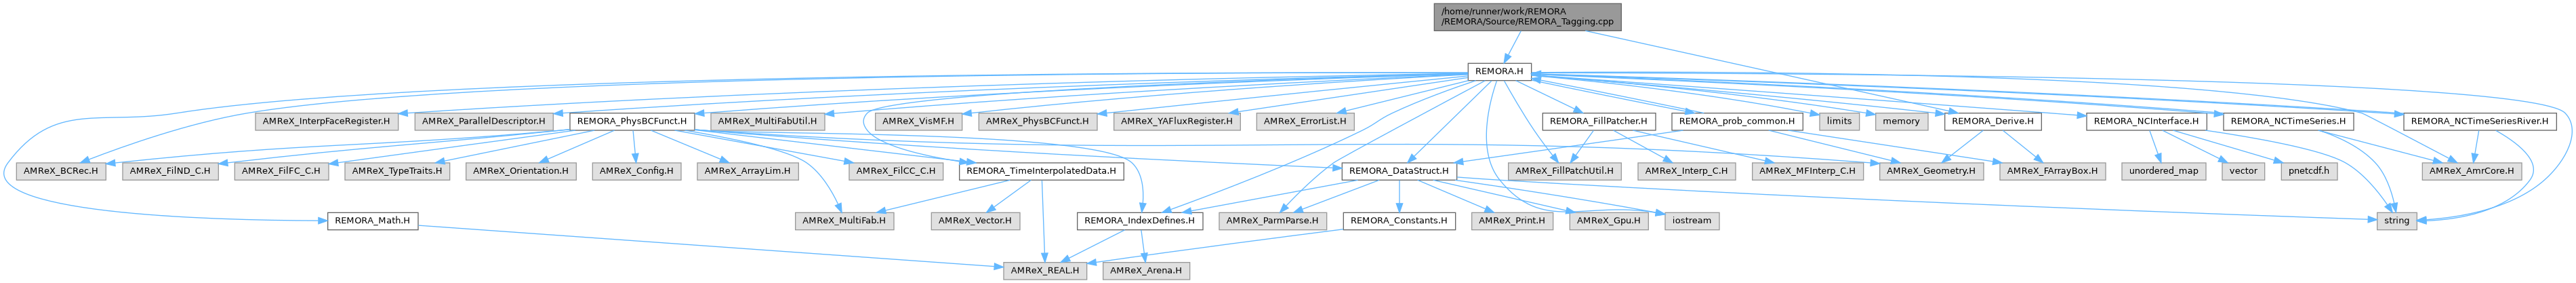 /home/runner/work/REMORA
/REMORA/Source/REMORA_Tagging.cpp
REMORA.H
AMReX_InterpFaceRegister.H
AMReX_ParallelDescriptor.H
REMORA_PhysBCFunct.H
AMReX_MultiFabUtil.H
AMReX_VisMF.H
AMReX_PhysBCFunct.H
AMReX_YAFluxRegister.H
AMReX_ErrorList.H
REMORA_FillPatcher.H
REMORA_prob_common.H
limits
memory
REMORA_Derive.H
REMORA_NCInterface.H
REMORA_NCTimeSeries.H
REMORA_NCTimeSeriesRiver.H
AMReX_BCRec.H
AMReX_FilND_C.H
AMReX_FilFC_C.H
AMReX_TypeTraits.H
AMReX_Orientation.H
AMReX_Config.H
AMReX_ArrayLim.H
AMReX_FilCC_C.H
REMORA_TimeInterpolatedData.H
REMORA_DataStruct.H
AMReX_FillPatchUtil.H
AMReX_Interp_C.H
AMReX_MFInterp_C.H
AMReX_Geometry.H
AMReX_FArrayBox.H
unordered_map
vector
pnetcdf.h
AMReX_AmrCore.H
REMORA_Math.H
AMReX_MultiFab.H
AMReX_Vector.H
REMORA_IndexDefines.H
AMReX_ParmParse.H
REMORA_Constants.H
AMReX_Print.H
AMReX_Gpu.H
iostream
string
AMReX_REAL.H
AMReX_Arena.H